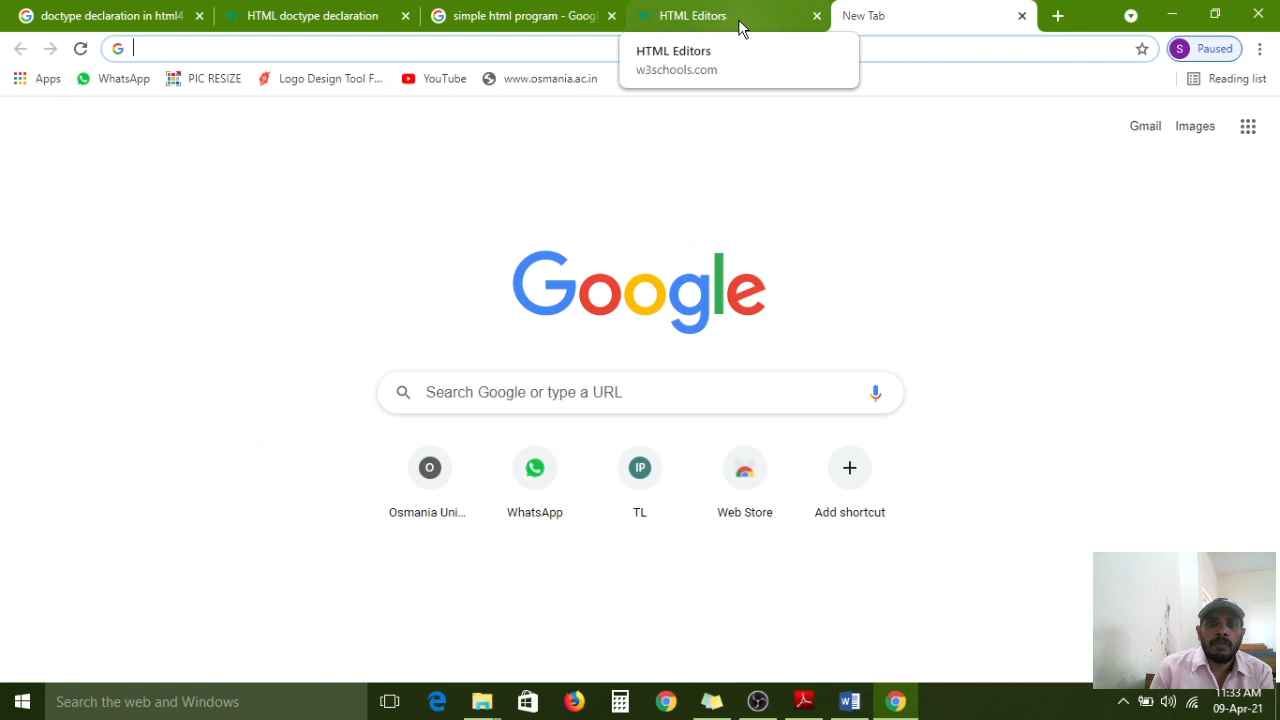 doctype declaration in html4
HTML doctype declaration
simple html program - Goog
HTML Editors
New Tab
HTML Editors
w3schools.com
S Paused
Apps
WhatsApp
PIC RESIZE
Logo Design Tool F...
YouTube
www.osmania.ac.in
Reading list
Gmail
Images
Google
Search Google or type a URL
O
IP
Osmania Uni...
WhatsApp
TL
Web Store
Add shortcut
Search the web and Windows
11:33 AM
09-Apr-21